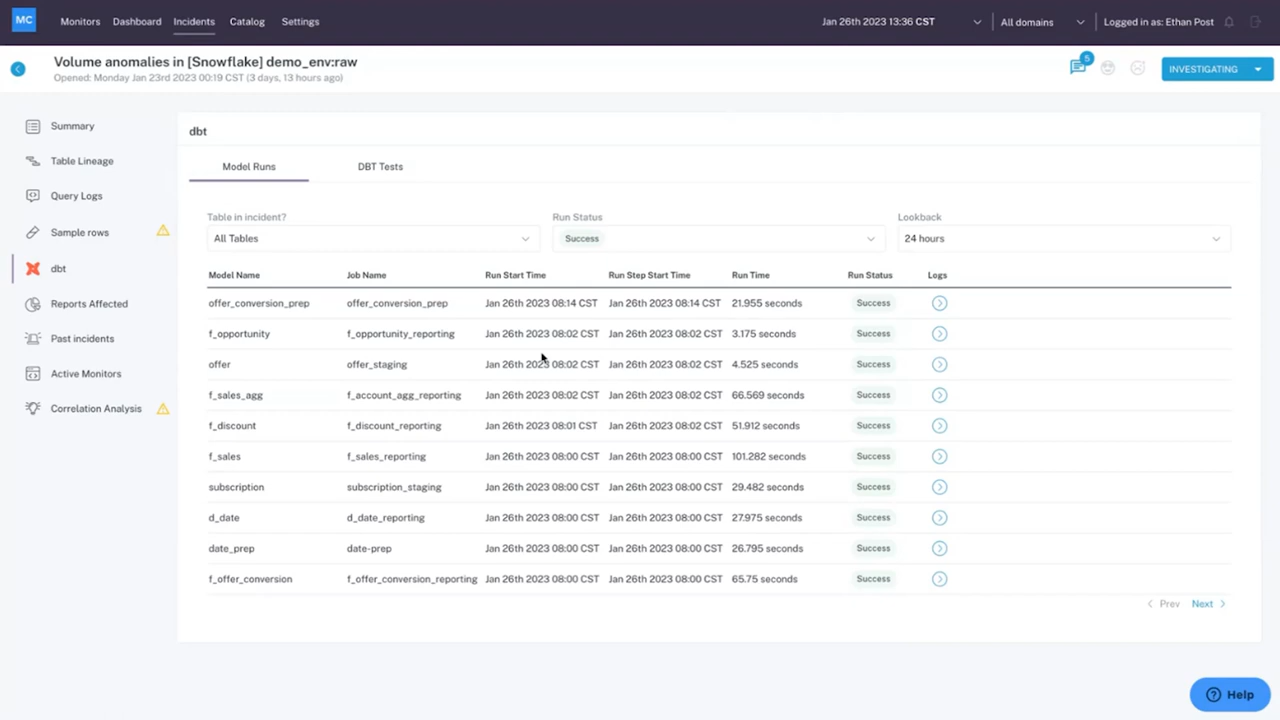 MC Monitors Dashboard Incidents Catalog Settings Jan 26th 2023 13:36 CST All domains Logged in as: Ethan Post
Volume anomalies in [Snowflake] demo_env:raw
Opened: Monday Jan 23rd 2023 00:19 CST (3 days, 13 hours ago)
5
INVESTIGATING
Summary
Table Lineage
Query Logs
Sample rows
dbt
Reports Affected
Past incidents
Active Monitors
Correlation Analysis
dbt
Model Runs DBT Tests
Table in incident? Run Status Lookback
All Tables Success 24 hours
Model Name Job Name Run Start Time Run Step Start Time Run Time Run Status Logs
offer_conversion_prep offer_conversion_prep Jan 26th 2023 08:14 CST Jan 26th 2023 08:14 CST 21.955 seconds Success
f_opportunity f_opportunity_reporting Jan 26th 2023 08:02 CST Jan 26th 2023 08:02 CST 3.175 seconds Success
offer offer_staging Jan 26th 2023 08:02 CST Jan 26th 2023 08:02 CST 4.525 seconds Success
f_sales_agg f_account_agg_reporting Jan 26th 2023 08:02 CST Jan 26th 2023 08:02 CST 66.569 seconds Success
f_discount f_discount_reporting Jan 26th 2023 08:01 CST Jan 26th 2023 08:02 CST 51.912 seconds Success
f_sales f_sales_reporting Jan 26th 2023 08:00 CST Jan 26th 2023 08:00 CST 101.282 seconds Success
subscription subscription_staging Jan 26th 2023 08:00 CST Jan 26th 2023 08:00 CST 29.482 seconds Success
d_date d_date_reporting Jan 26th 2023 08:00 CST Jan 26th 2023 08:00 CST 27.975 seconds Success
date_prep date-prep Jan 26th 2023 08:00 CST Jan 26th 2023 08:00 CST 26.795 seconds Success
f_offer_conversion f_offer_conversion_reporting Jan 26th 2023 08:00 CST Jan 26th 2023 08:00 CST 65.75 seconds Success
Prev Next
Help